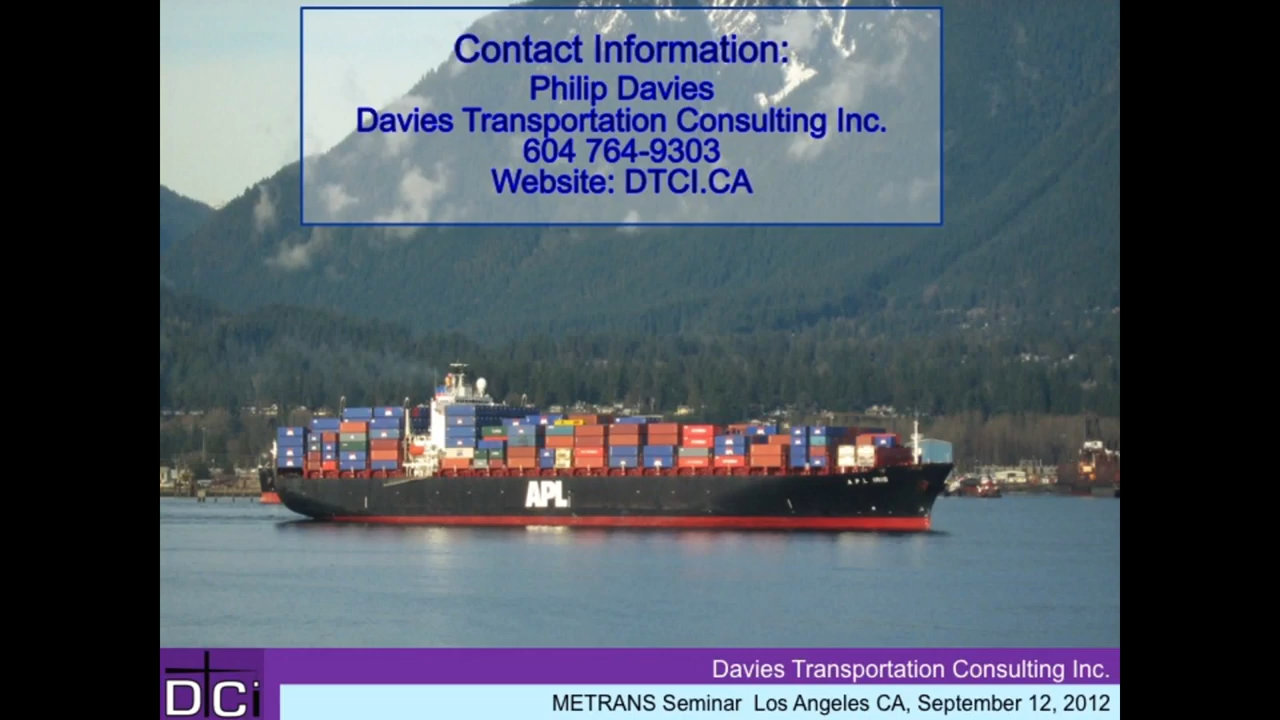 Contact Information:
Philip Davies
Davies Transportation Consulting Inc.
604 764-9303
Website: DTCI.CA
APL
Davies Transportation Consulting Inc.
DTCi
METRANS Seminar Los Angeles CA, September 12, 2012